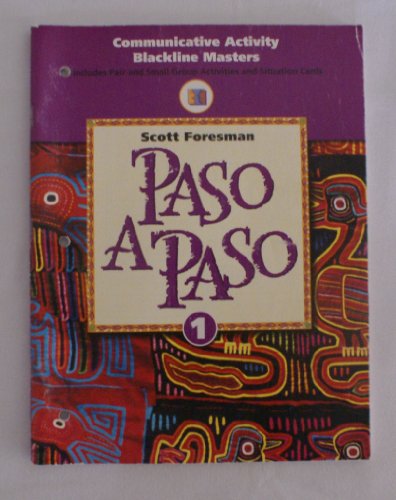 Communicative Activity
Blackline Masters
Includes Pair and Small Group Activities and Situation Cards
Scott Foresman
PASO
A PASO
1